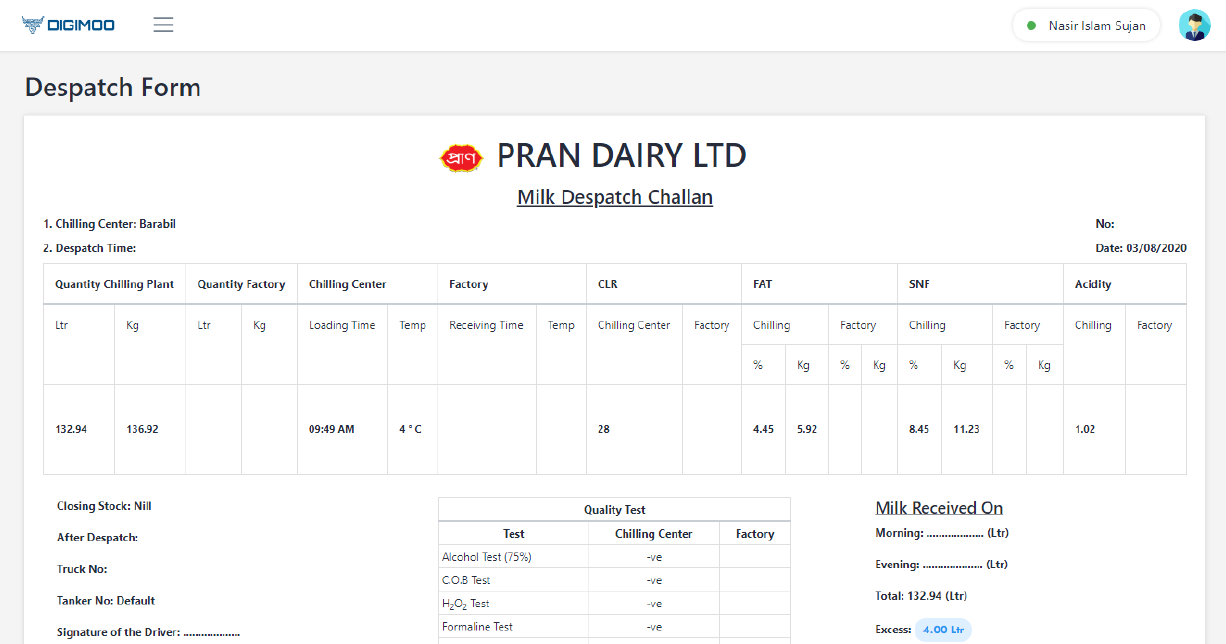 DIGIMOO
Nasir Islam Sujan
Despatch Form
প্রাণ PRAN DAIRY LTD
Milk Despatch Challan
1. Chilling Center: Barabil No:
2. Despatch Time: Date: 03/08/2020
Quantity Chilling Plant Quantity Factory Chilling Center Factory CLR FAT SNF Acidity
Ltr Kg Ltr Kg Loading Time Temp Receiving Time Temp Chilling Center Factory Chilling Factory Chilling Factory Chilling Factory
% Kg % Kg % Kg % Kg
132.94 136.92 09:49 AM 4 ° C 28 4.45 5.92 8.45 11.23 1.02
Closing Stock: Nill
After Despatch:
Truck No:
Tanker No: Default
Signature of the Driver: ...................
Quality Test
Test Chilling Center Factory
Alcohol Test (75%) -ve
C.O.B Test -ve
H₂O₂ Test -ve
Formaline Test -ve
Milk Received On
Morning: ................... (Ltr)
Evening: .................... (Ltr)
Total: 132.94 (Ltr)
Excess: 4.00 Ltr